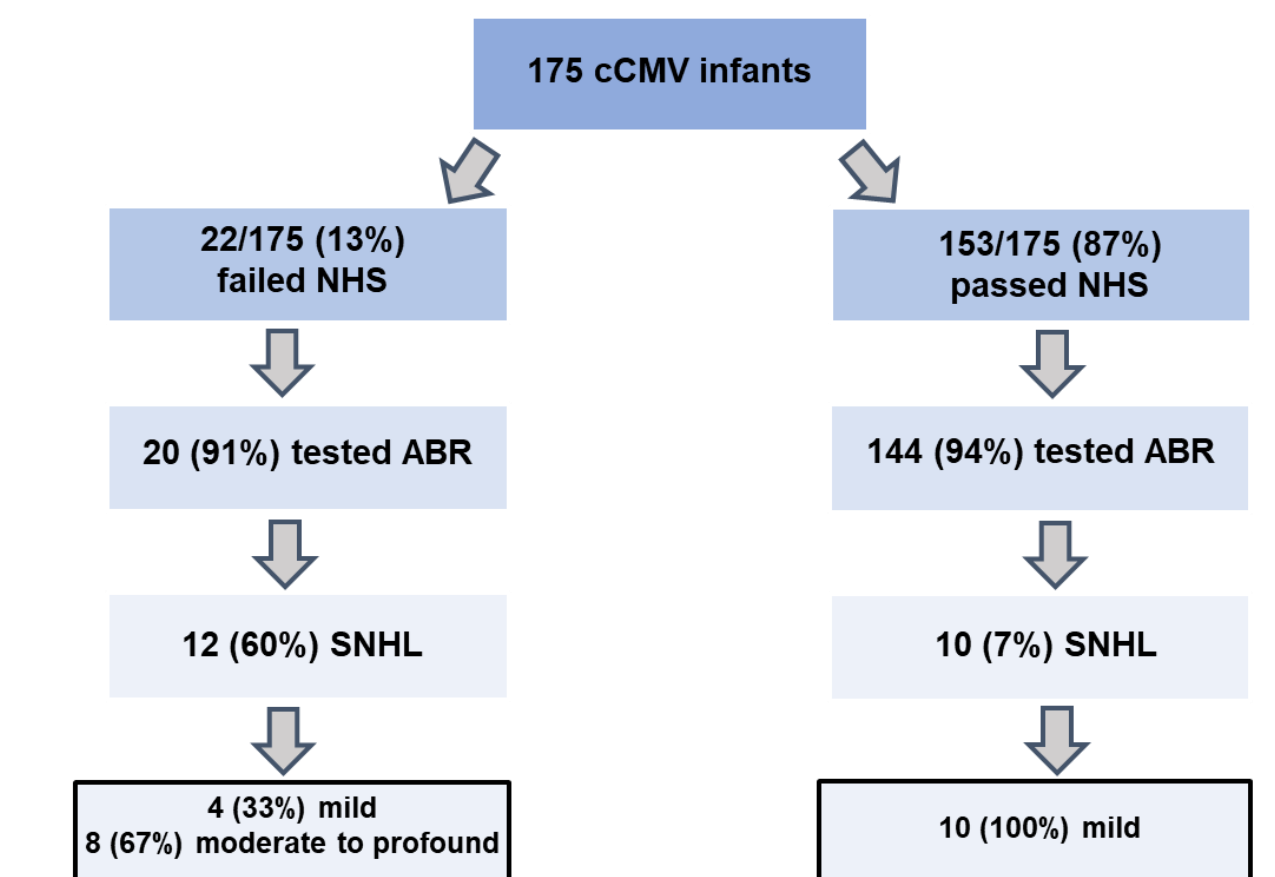 175 cCMV infants
22/175 (13%)
failed NHS
153/175 (87%)
passed NHS
20 (91%) tested ABR
144 (94%) tested ABR
12 (60%) SNHL
10 (7%) SNHL
4 (33%) mild
8 (67%) moderate to profound
10 (100%) mild